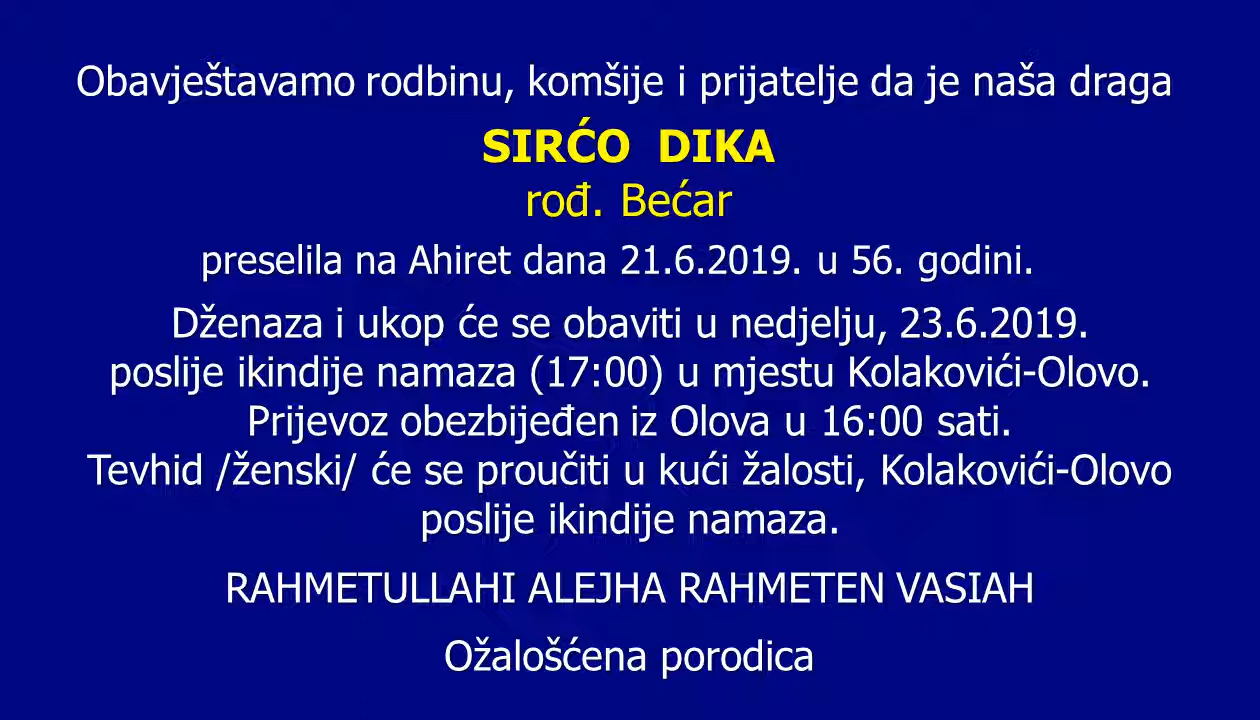 Obavještavamo rodbinu, komšije i prijatelje da je naša draga
SIRĆO DIKA
rođ. Bećar
preselila na Ahiret dana 21.6.2019. u 56. godini.
Dženaza i ukop će se obaviti u nedjelju, 23.6.2019.
poslije ikindije namaza (17:00) u mjestu Kolakovići-Olovo.
Prijevoz obezbijeđen iz Olova u 16:00 sati.
Tevhid /ženski/ će se proučiti u kući žalosti, Kolakovići-Olovo
poslije ikindije namaza.
RAHMETULLAHI ALEJHA RAHMETEN VASIAH
Ožalošćena porodica